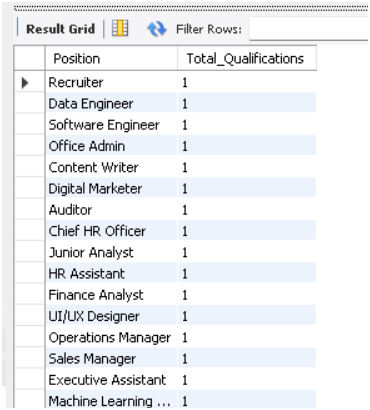 Result Grid Filter Rows:
Position Total_Qualifications
Recruiter 1
Data Engineer 1
Software Engineer 1
Office Admin 1
Content Writer 1
Digital Marketer 1
Auditor 1
Chief HR Officer 1
Junior Analyst 1
HR Assistant 1
Finance Analyst 1
UI/UX Designer 1
Operations Manager 1
Sales Manager 1
Executive Assistant 1
Machine Learning ... 1